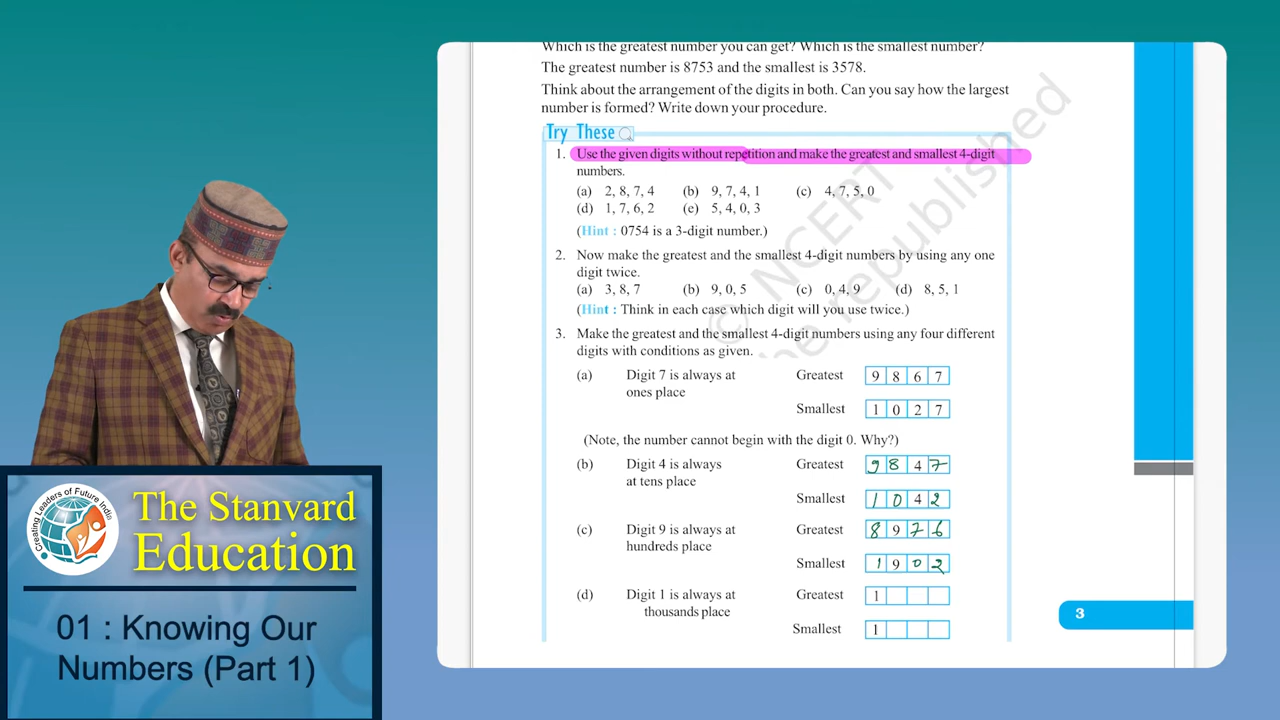 Which is the greatest number you can get? Which is the smallest number?
The greatest number is 8753 and the smallest is 3578.
Think about the arrangement of the digits in both. Can you say how the largest
number is formed? Write down your procedure.
Try These
1. Use the given digits without repetition and make the greatest and smallest 4-digit
numbers.
(a) 2, 8, 7, 4 (b) 9, 7, 4, 1 (c) 4, 7, 5, 0
(d) 1, 7, 6, 2 (e) 5, 4, 0, 3
(Hint : 0754 is a 3-digit number.)
2. Now make the greatest and the smallest 4-digit numbers by using any one
digit twice.
(a) 3, 8, 7 (b) 9, 0, 5 (c) 0, 4, 9 (d) 8, 5, 1
(Hint : Think in each case which digit will you use twice.)
3. Make the greatest and the smallest 4-digit numbers using any four different
digits with conditions as given.
(a) Digit 7 is always at Greatest 9 8 6 7
ones place
Smallest 1 0 2 7
(Note, the number cannot begin with the digit 0. Why?)
(b) Digit 4 is always Greatest 9 8 4 7
at tens place
Smallest 1 0 4 2
(c) Digit 9 is always at Greatest 8 9 7 6
hundreds place
Smallest 1 9 0 2
(d) Digit 1 is always at Greatest 1
thousands place
Smallest 1
3
© NCERT
be republished
Creating Leaders of Future India
The Stanvard
Education
01 : Knowing Our
Numbers (Part 1)